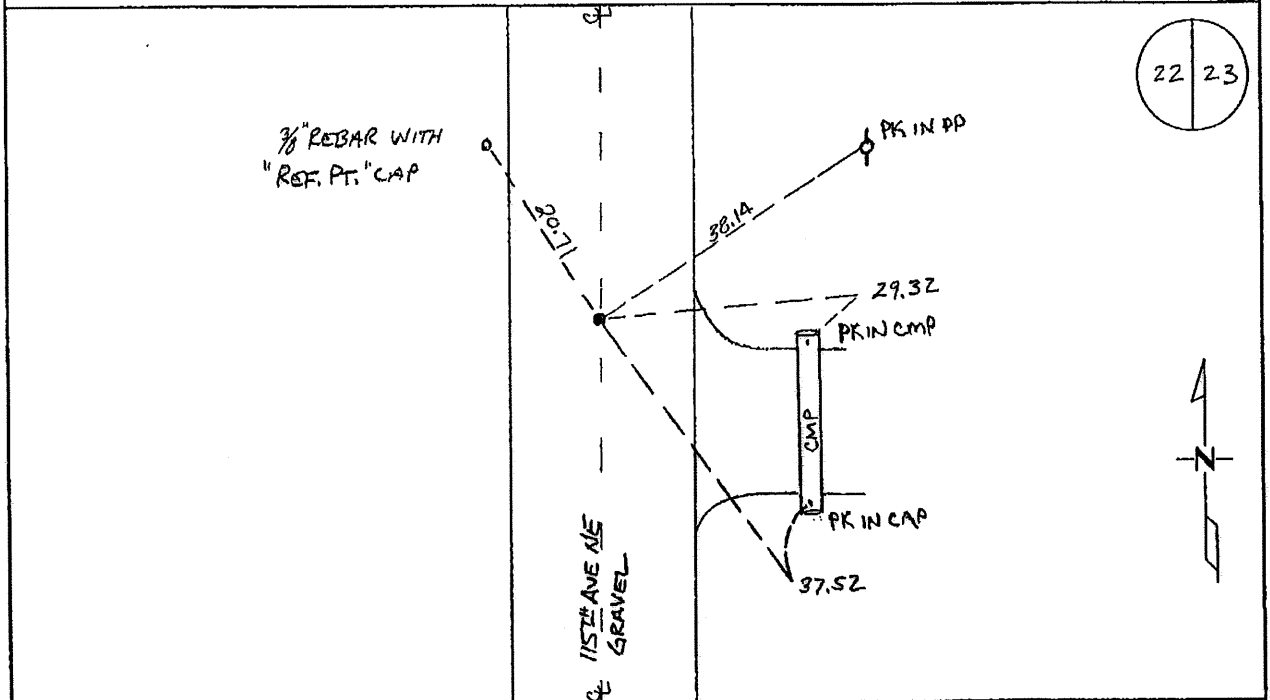 ℄
22 23
3/8" REBAR WITH
"REF. PT." CAP
PK IN PP
20.71
38.14
29.32
PK IN CMP
CMP
PK IN CAP
N
37.52
115TH AVE NE
GRAVEL
℄